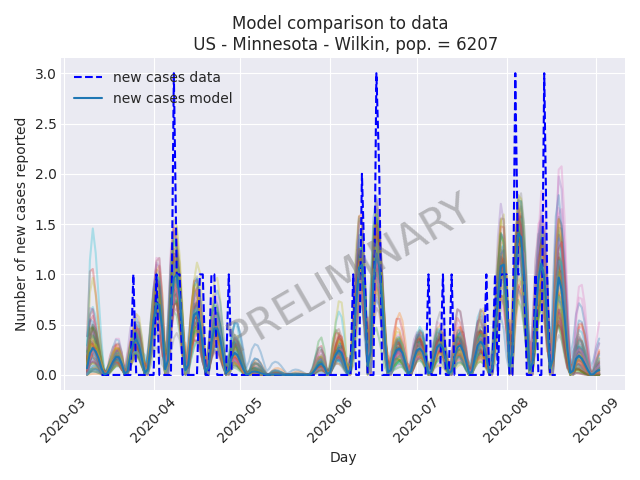 Model comparison to data
US - Minnesota - Wilkin, pop. = 6207
new cases data
new cases model
3.0
2.5
2.0
1.5
1.0
0.5
0.0
Number of new cases reported
PRELIMINARY
2020-03
2020-04
2020-05
2020-06
2020-07
2020-08
2020-09
Day